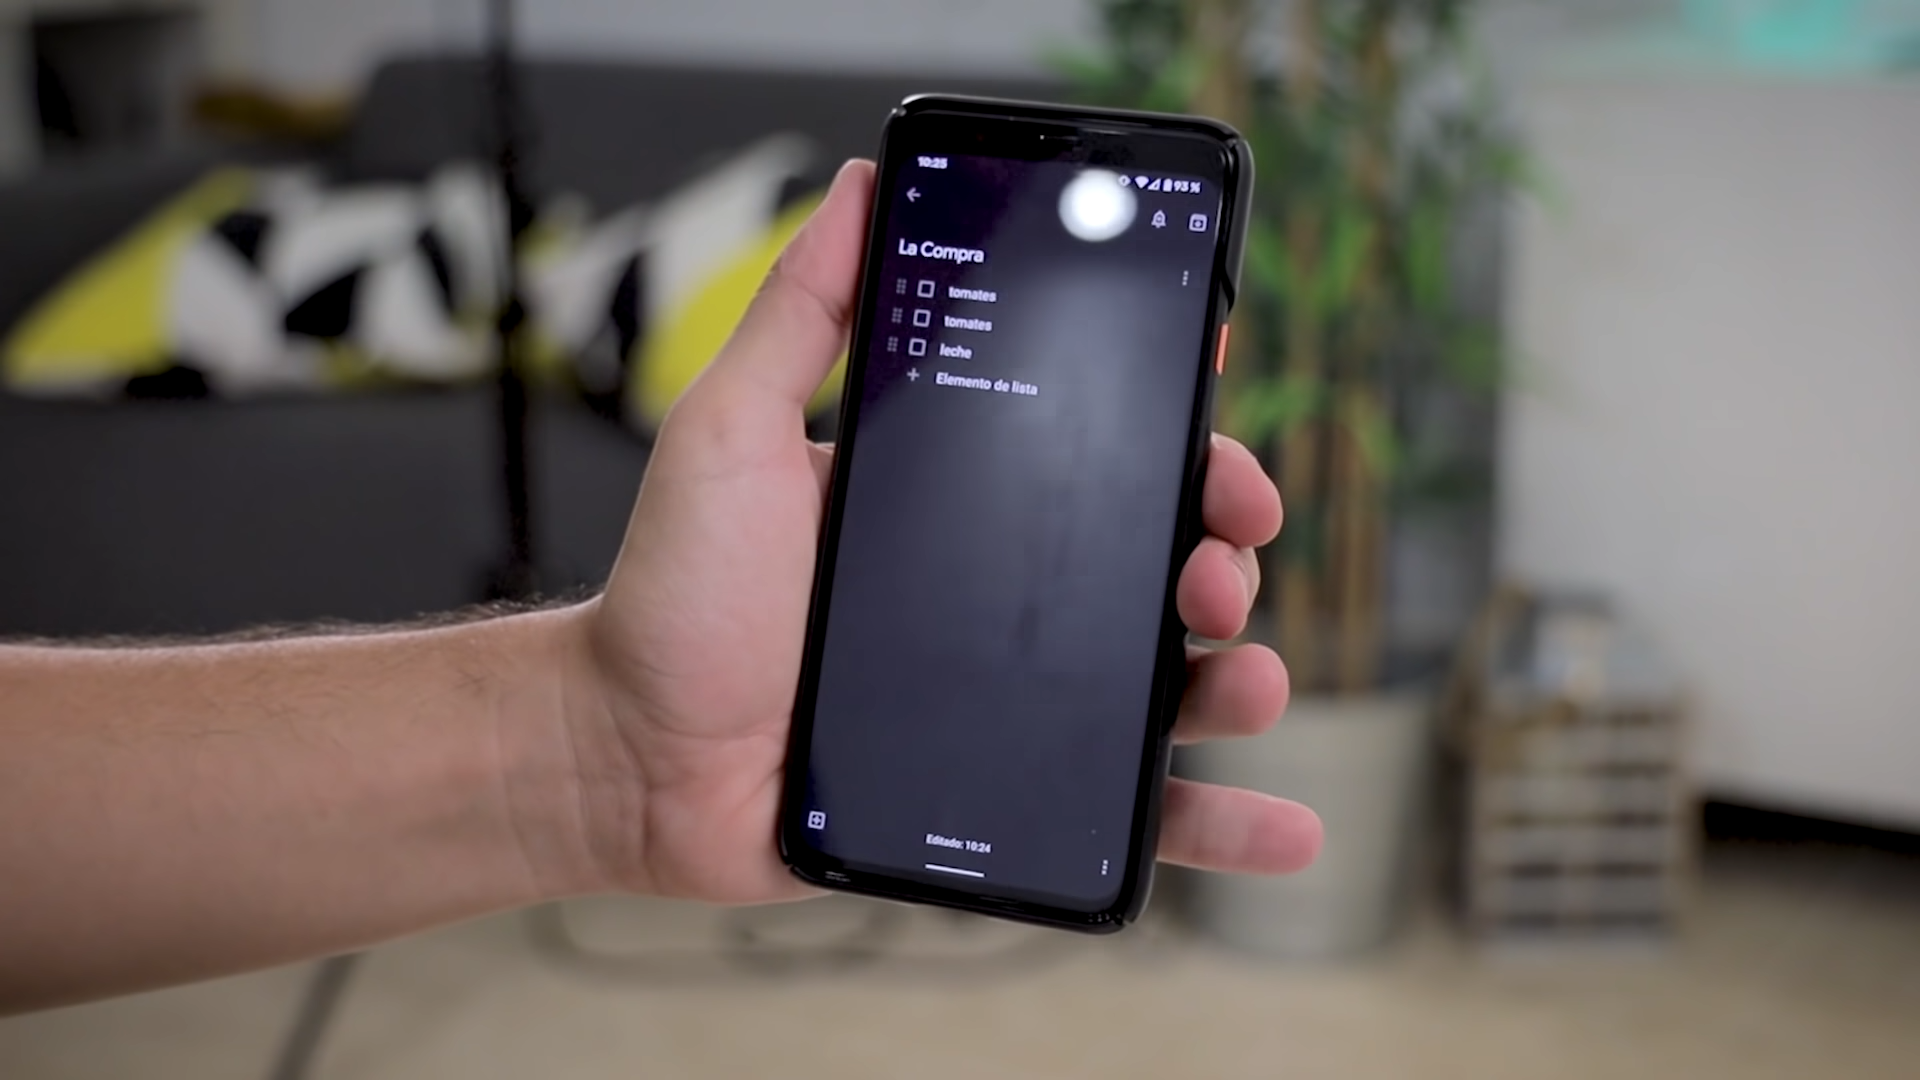 10:25
93 %
La Compra
tomates
tomates
leche
Elemento de lista
Editado: 10:24